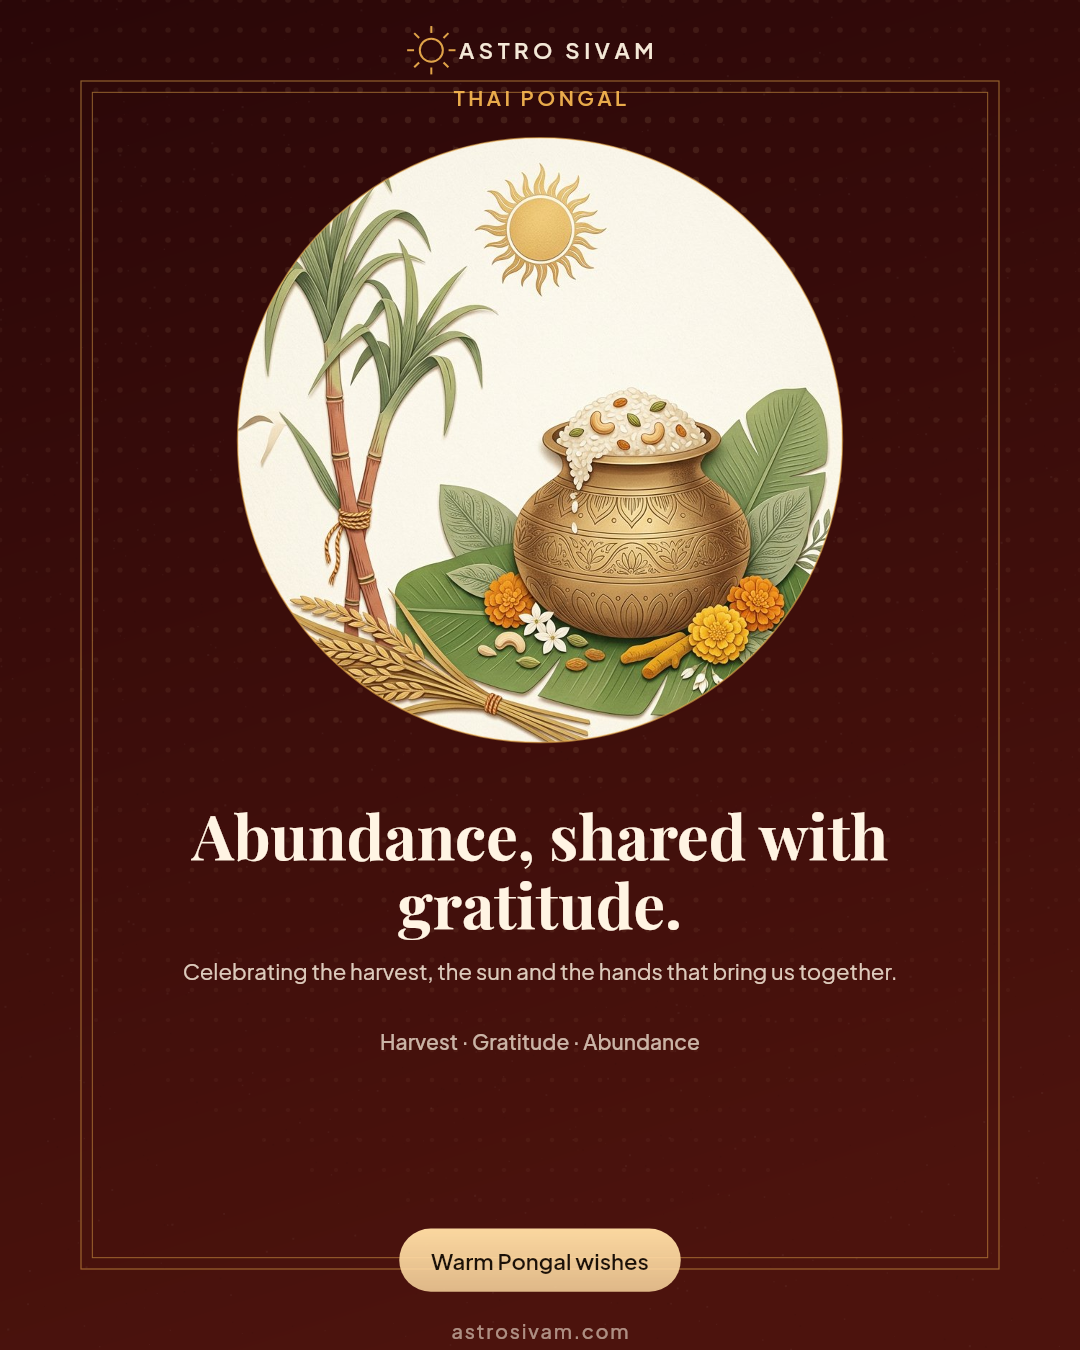 ASTRO SIVAM
THAI PONGAL
Abundance, shared with
gratitude.
Celebrating the harvest, the sun and the hands that bring us together.
Harvest · Gratitude · Abundance
Warm Pongal wishes
astrosivam.com